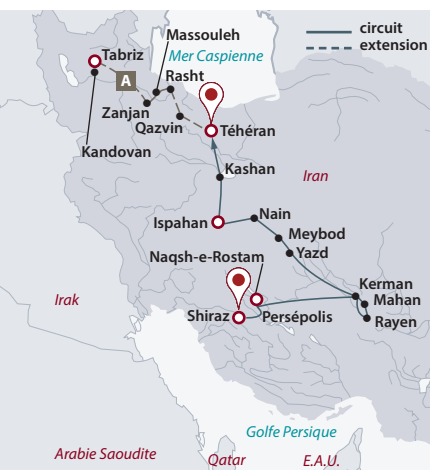 circuit
extension
Massouleh
Mer Caspienne
Tabriz
Rasht
A
Zanjan
Qazvin
Téhéran
Kandovan
Kashan
Iran
Ispahan
Nain
Meybod
Yazd
Naqsh-e-Rostam
Kerman
Mahan
Irak
Shiraz
Persépolis
Rayen
Golfe Persique
Arabie Saoudite
Qatar
E.A.U.